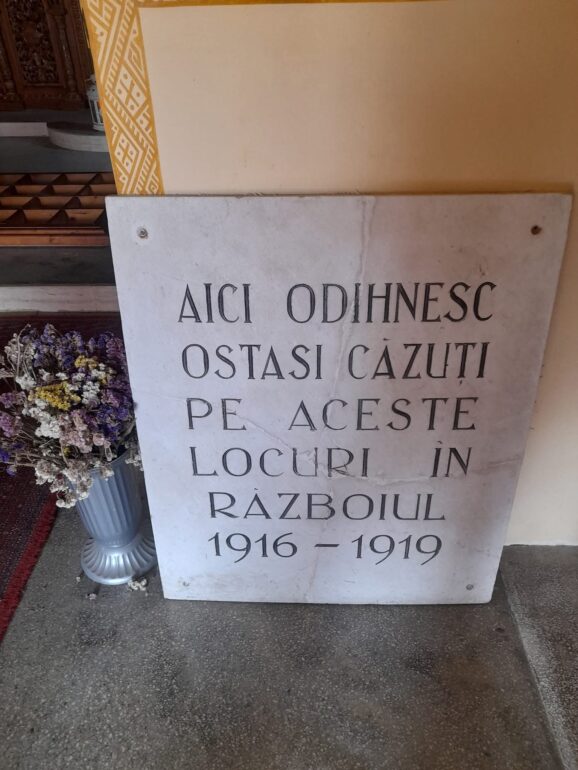 AICI ODIHNESC
OSTASI CĂZUȚI
PE ACESTE
LOCURI ÎN
RĂZBOIUL
1916 – 1919